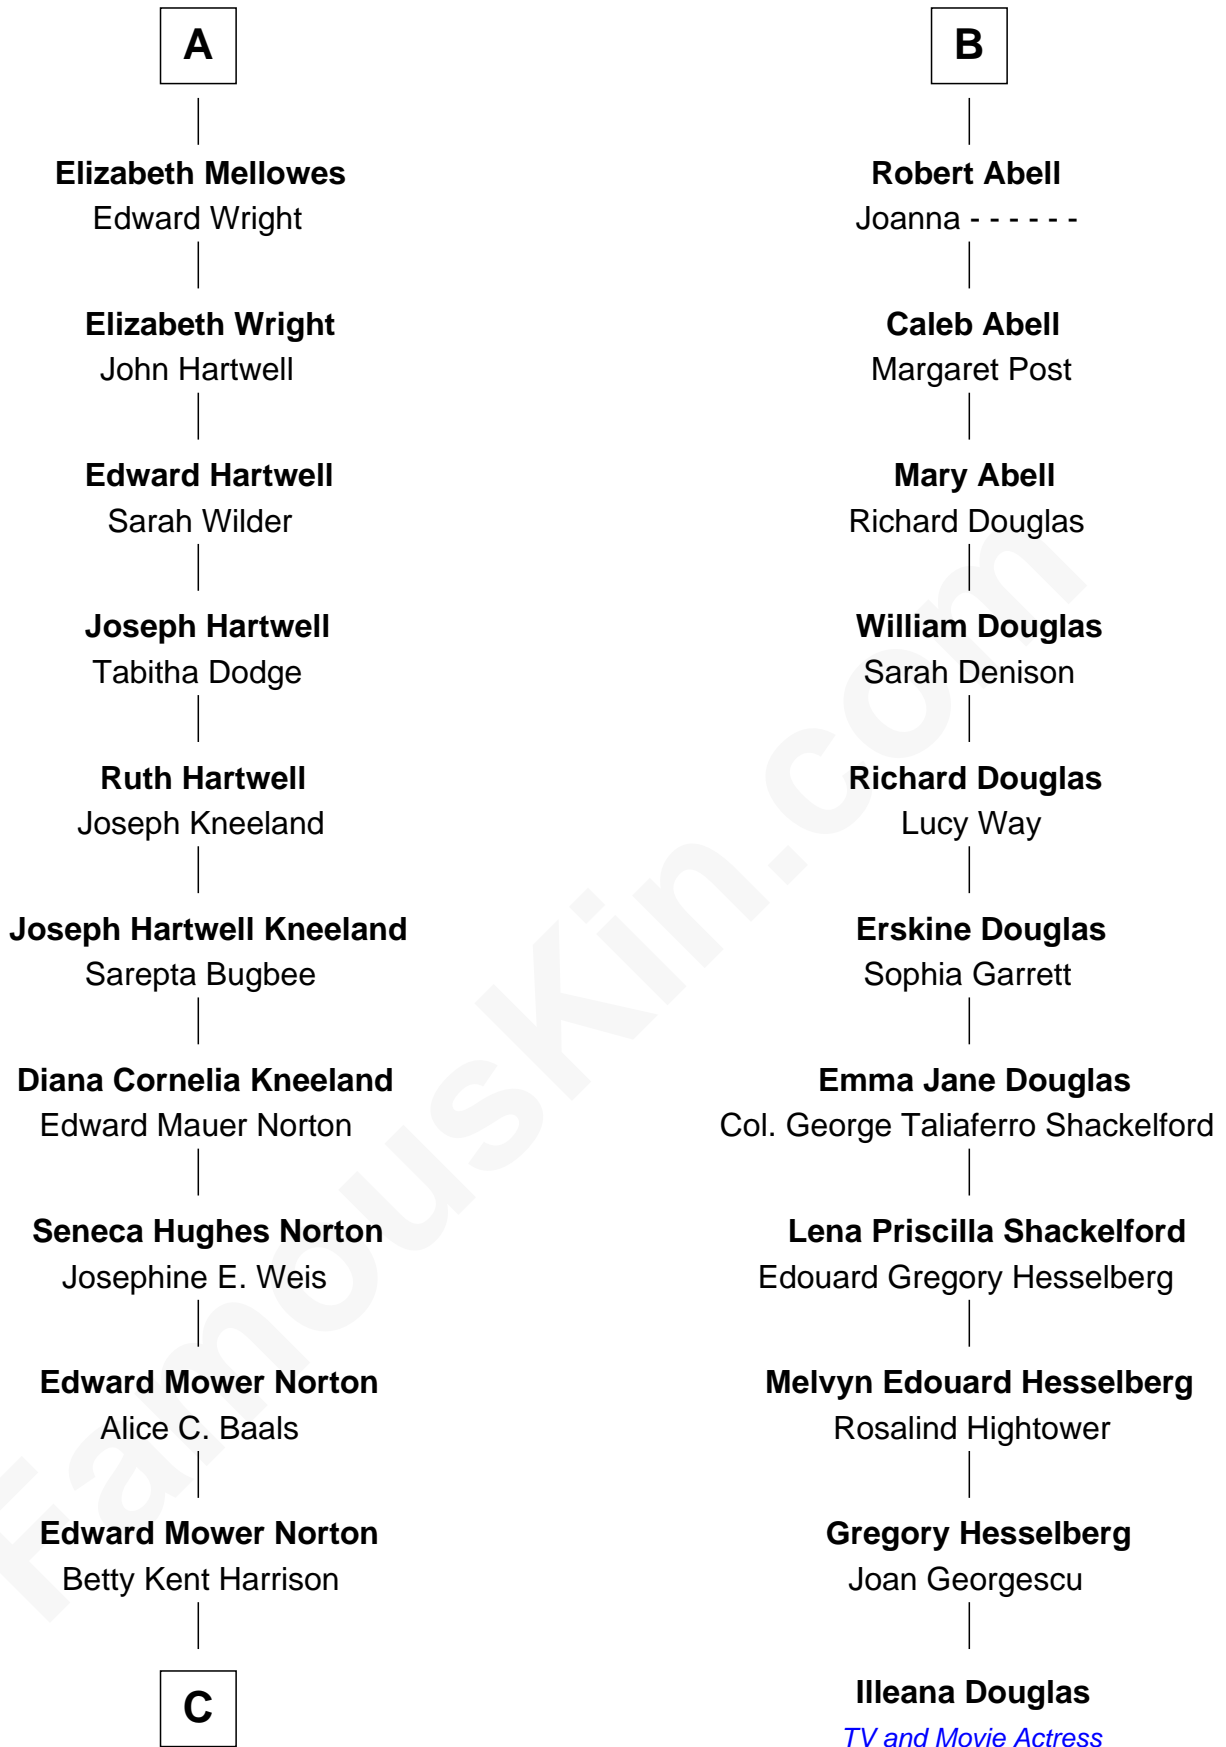 A
Elizabeth Mellowes
Edward Wright
Elizabeth Wright
John Hartwell
Edward Hartwell
Sarah Wilder
Joseph Hartwell
Tabitha Dodge
Ruth Hartwell
Joseph Kneeland
Joseph Hartwell Kneeland
Sarepta Bugbee
Diana Cornelia Kneeland
Edward Mauer Norton
Seneca Hughes Norton
Josephine E. Weis
Edward Mower Norton
Alice C. Baals
Edward Mower Norton
Betty Kent Harrison
C
B
Robert Abell
Joanna - - - - - -
Caleb Abell
Margaret Post
Mary Abell
Richard Douglas
William Douglas
Sarah Denison
Richard Douglas
Lucy Way
Erskine Douglas
Sophia Garrett
Emma Jane Douglas
Col. George Taliaferro Shackelford
Lena Priscilla Shackelford
Edouard Gregory Hesselberg
Melvyn Edouard Hesselberg
Rosalind Hightower
Gregory Hesselberg
Joan Georgescu
Illeana Douglas
TV and Movie Actress
FamousKin.com